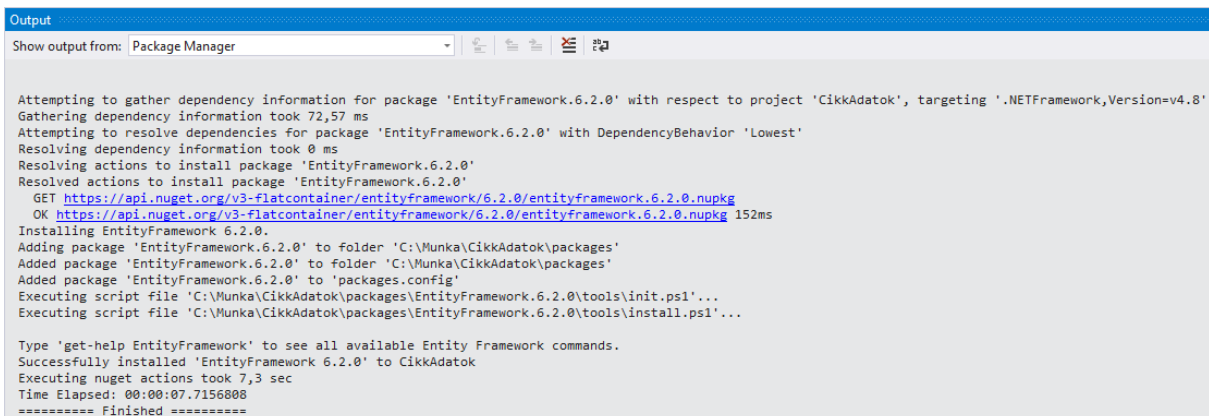 Output
Show output from: Package Manager
Attempting to gather dependency information for package 'EntityFramework.6.2.0' with respect to project 'CikkAdatok', targeting '.NETFramework,Version=v4.8'
Gathering dependency information took 72,57 ms
Attempting to resolve dependencies for package 'EntityFramework.6.2.0' with DependencyBehavior 'Lowest'
Resolving dependency information took 0 ms
Resolving actions to install package 'EntityFramework.6.2.0'
Resolved actions to install package 'EntityFramework.6.2.0'
GET https://api.nuget.org/v3-flatcontainer/entityframework/6.2.0/entityframework.6.2.0.nupkg
OK https://api.nuget.org/v3-flatcontainer/entityframework/6.2.0/entityframework.6.2.0.nupkg 152ms
Installing EntityFramework 6.2.0.
Adding package 'EntityFramework.6.2.0' to folder 'C:\Munka\CikkAdatok\packages'
Added package 'EntityFramework.6.2.0' to folder 'C:\Munka\CikkAdatok\packages'
Added package 'EntityFramework.6.2.0' to 'packages.config'
Executing script file 'C:\Munka\CikkAdatok\packages\EntityFramework.6.2.0\tools\init.ps1'...
Executing script file 'C:\Munka\CikkAdatok\packages\EntityFramework.6.2.0\tools\install.ps1'...
Type 'get-help EntityFramework' to see all available Entity Framework commands.
Successfully installed 'EntityFramework 6.2.0' to CikkAdatok
Executing nuget actions took 7,3 sec
Time Elapsed: 00:00:07.7156808
========== Finished ==========